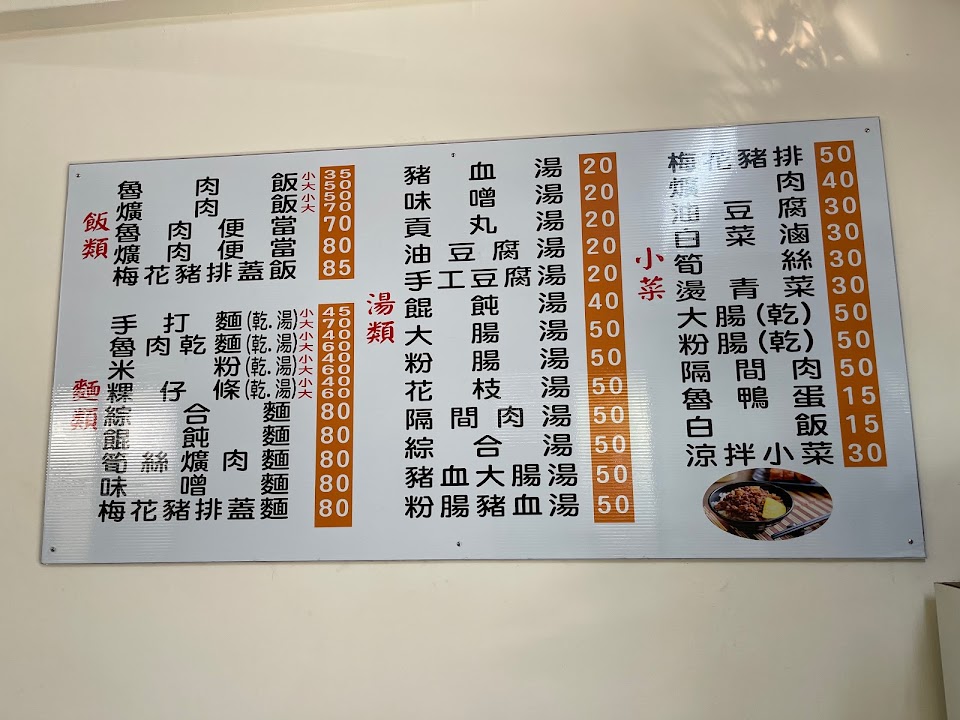 飯類
魯肉飯 小 35 大 50
爌肉飯 小 50 大 70
魯肉便當 70
爌肉便當 80
梅花豬排蓋飯 85
麵類
手打麵(乾.湯) 小 45 大 70
魯肉乾麵(乾.湯) 小 40 大 60
米粉(乾.湯) 小 40 大 60
粿仔條(乾.湯) 小 40 大 60
綜合麵 80
餛飩麵 80
筍絲爌肉麵 80
味噌麵 80
梅花豬排蓋麵 80
湯類
豬血湯 20
味噌湯 20
貢丸湯 20
油豆腐湯 20
手工豆腐湯 20
餛飩湯 40
大腸湯 50
粉腸湯 50
花枝湯 50
隔間肉湯 50
綜合湯 50
豬血大腸湯 50
粉腸豬血湯 50
小菜
梅花豬排 50
爌肉 40
油豆腐 30
白菜滷 30
筍絲 30
燙青菜 30
大腸(乾) 50
粉腸(乾) 50
隔間肉 50
魯鴨蛋 15
白飯 15
涼拌小菜 30